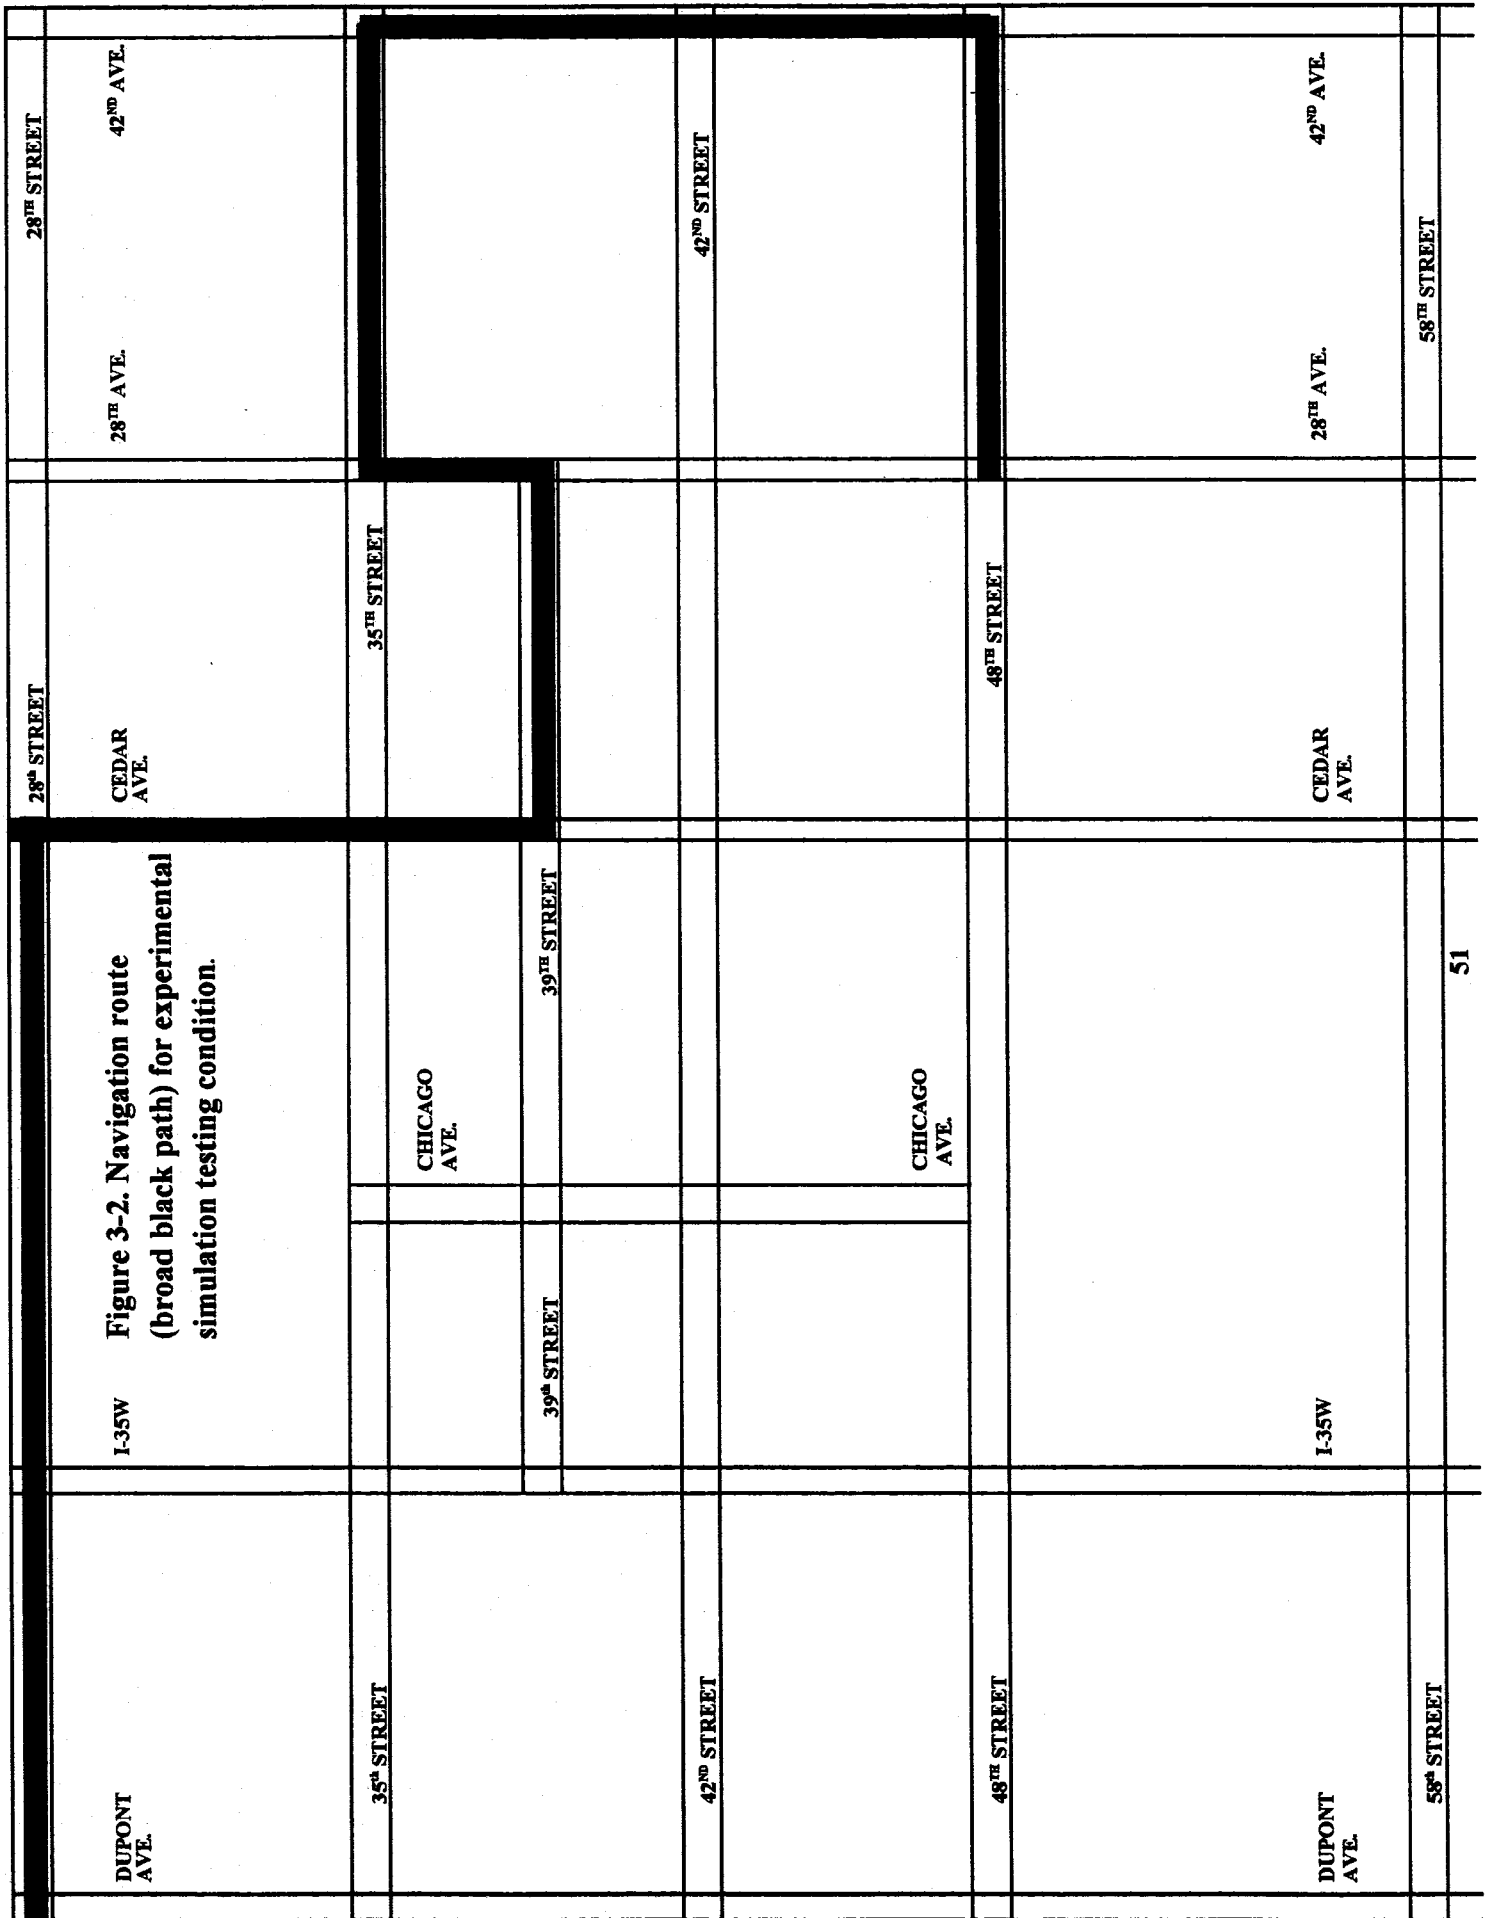 28th STREET
28TH STREET
DUPONT
AVE.
I-35W
Figure 3-2. Navigation route
(broad black path) for experimental
simulation testing condition.
CEDAR
AVE.
28TH AVE.
42ND AVE.
35th STREET
35TH STREET
CHICAGO
AVE.
39th STREET
39TH STREET
42ND STREET
42ND STREET
CHICAGO
AVE.
48TH STREET
48TH STREET
DUPONT
AVE.
I-35W
CEDAR
AVE.
28TH AVE.
42ND AVE.
58th STREET
58TH STREET
51